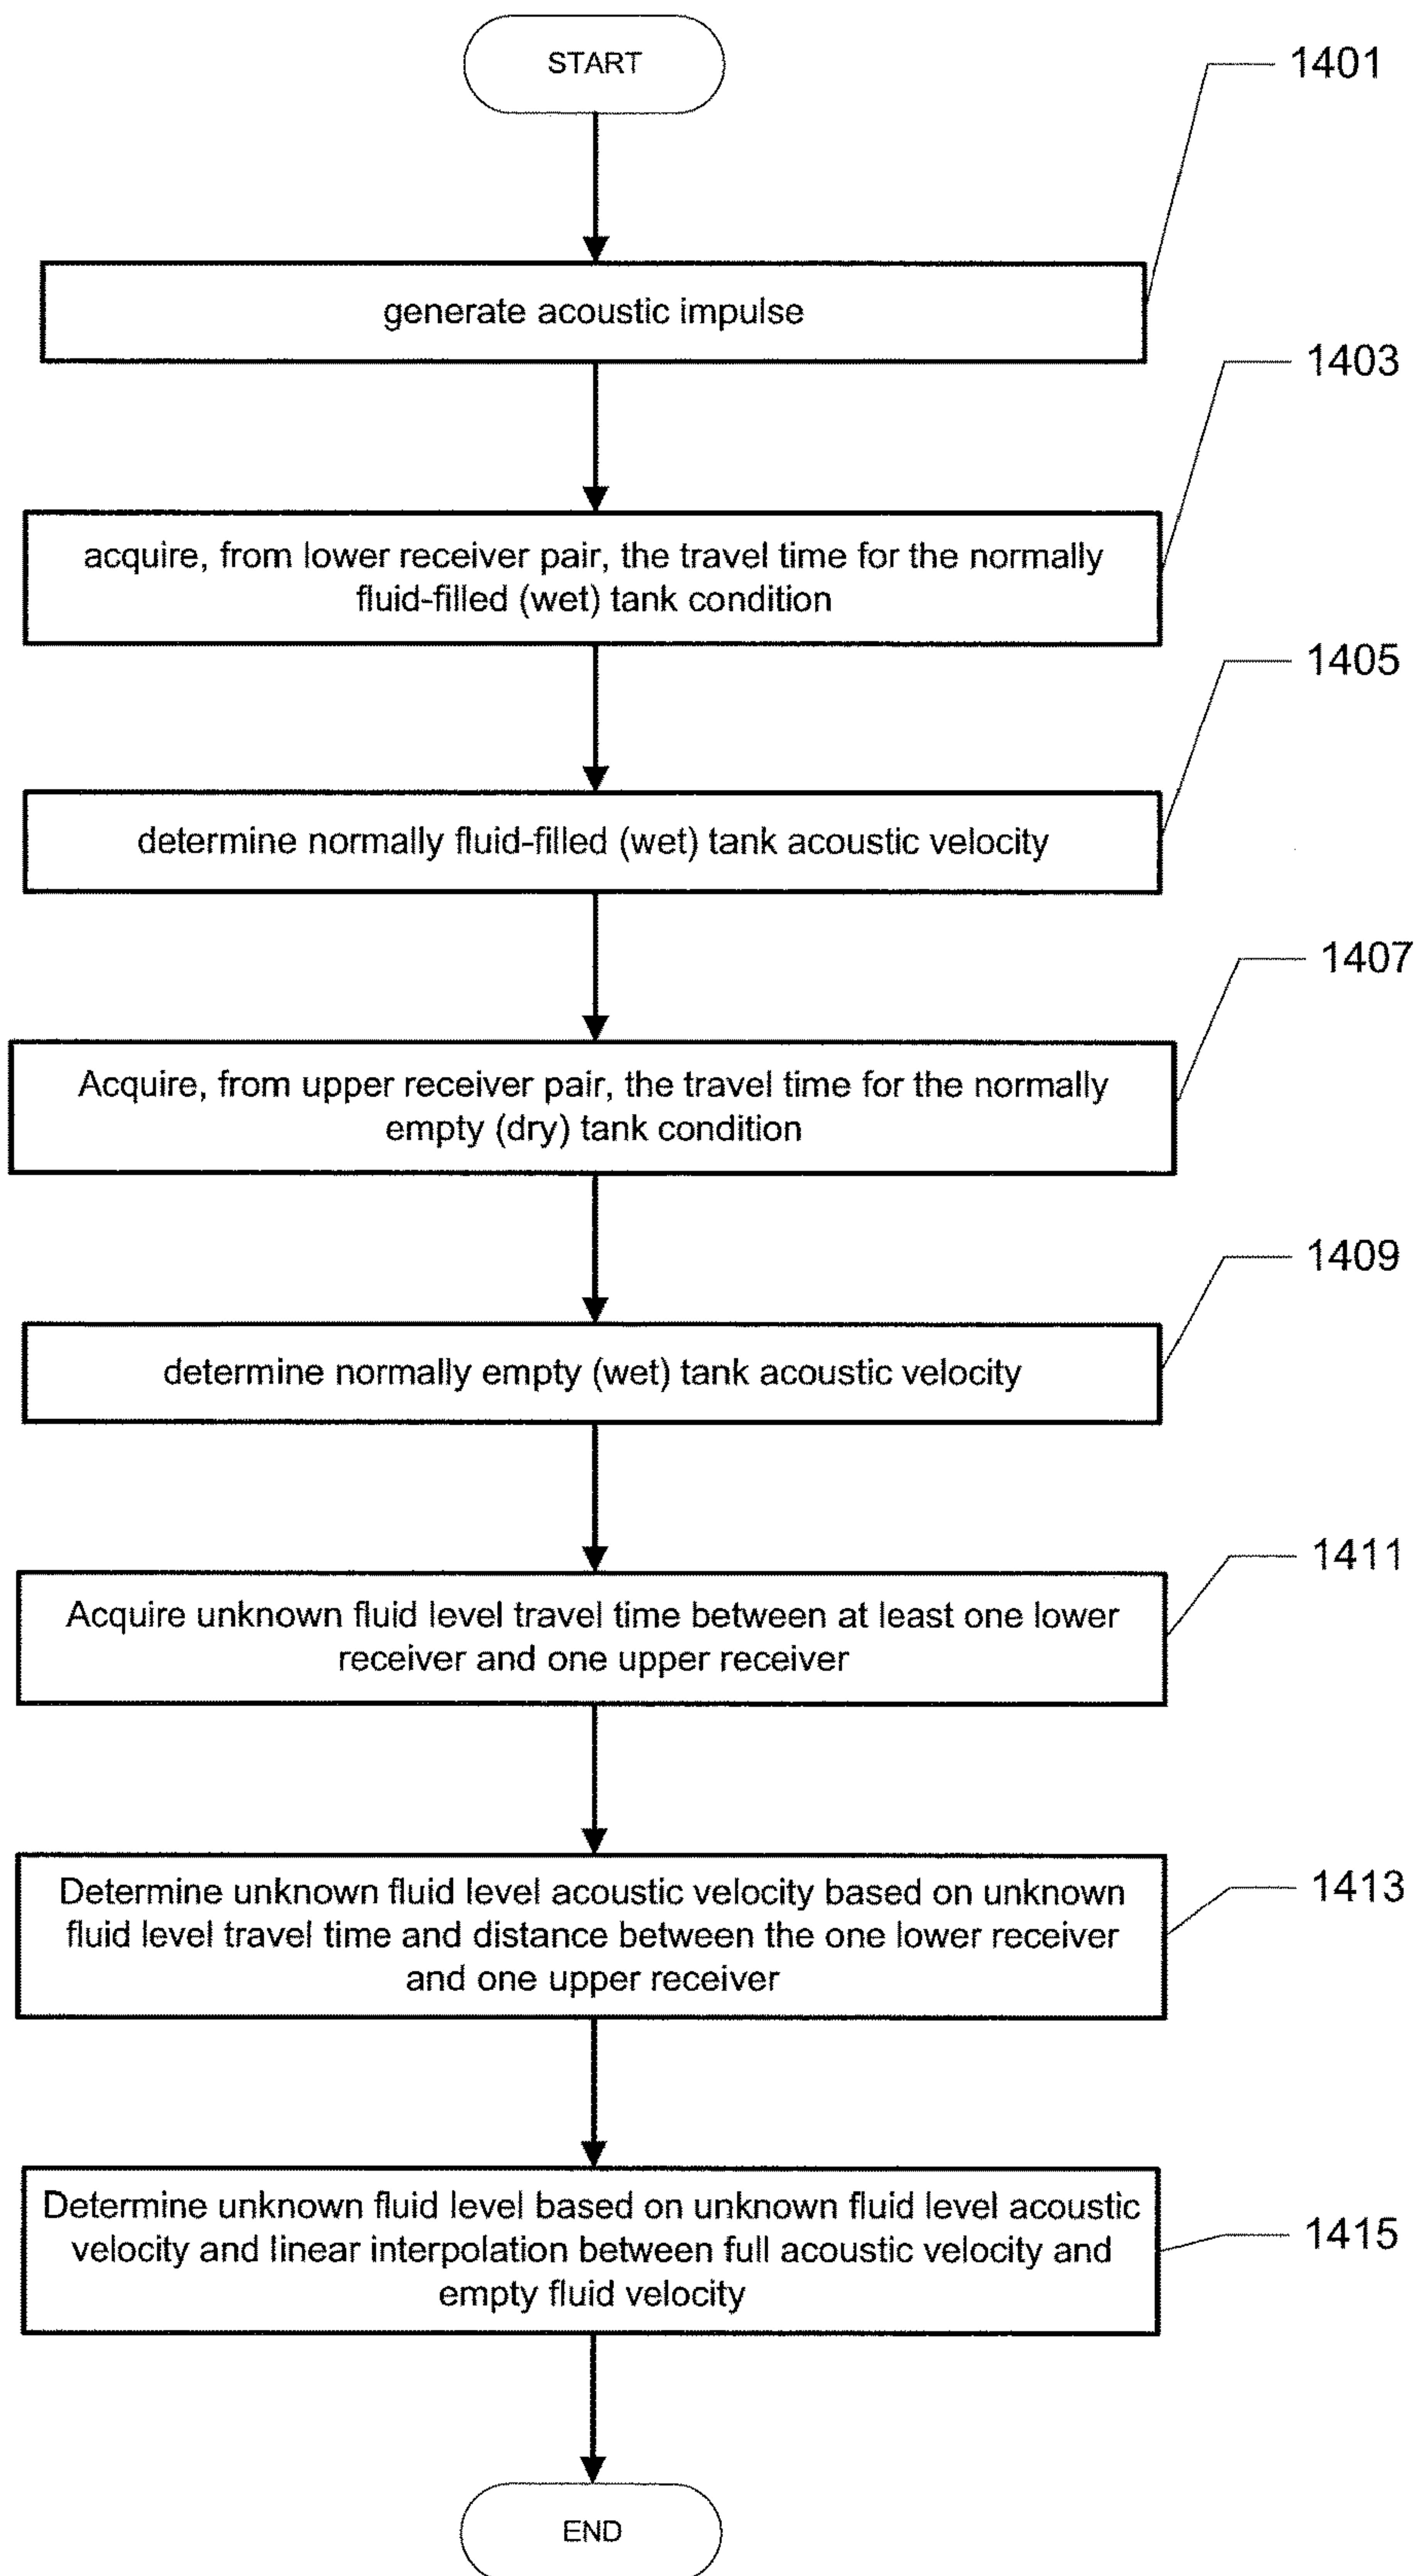 START
1401
generate acoustic impulse
1403
acquire, from lower receiver pair, the travel time for the normally
fluid-filled (wet) tank condition
1405
determine normally fluid-filled (wet) tank acoustic velocity
1407
Acquire, from upper receiver pair, the travel time for the normally
empty (dry) tank condition
1409
determine normally empty (wet) tank acoustic velocity
1411
Acquire unknown fluid level travel time between at least one lower
receiver and one upper receiver
1413
Determine unknown fluid level acoustic velocity based on unknown
fluid level travel time and distance between the one lower receiver
and one upper receiver
1415
Determine unknown fluid level based on unknown fluid level acoustic
velocity and linear interpolation between full acoustic velocity and
empty fluid velocity
END